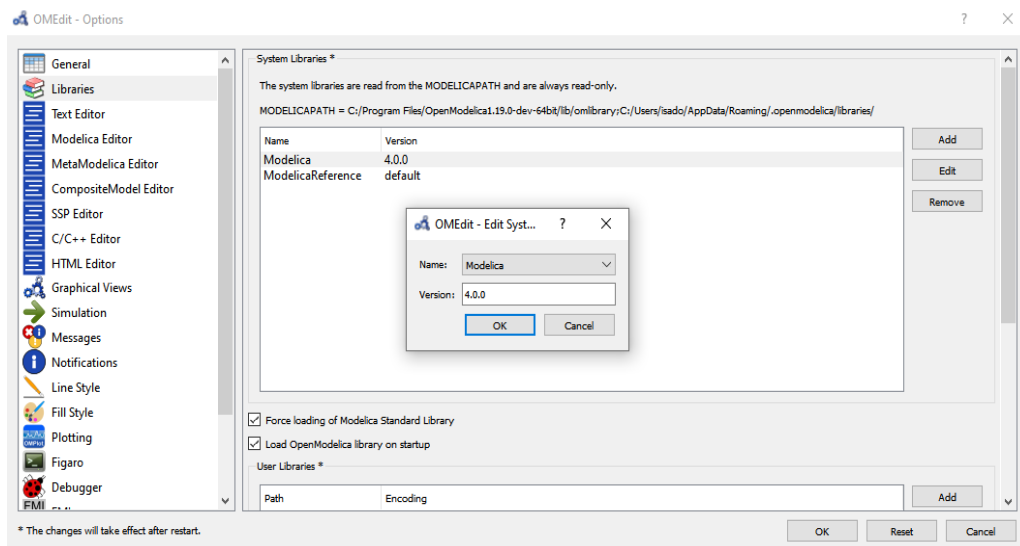 OMEdit - Options
General
Libraries
Text Editor
Modelica Editor
MetaModelica Editor
CompositeModel Editor
SSP Editor
C/C++ Editor
HTML Editor
Graphical Views
Simulation
Messages
Notifications
Line Style
Fill Style
Plotting
OMPlot
Figaro
Debugger
FMI
System Libraries *
The system libraries are read from the MODELICAPATH and are always read-only.
MODELICAPATH = C:/Program Files/OpenModelica1.19.0-dev-64bit/lib/omlibrary;C:/Users/isado/AppData/Roaming/.openmodelica/libraries/
Name Version
Modelica 4.0.0
ModelicaReference default
Add
Edit
Remove
OMEdit - Edit Syst...
Name: Modelica
Version: 4.0.0
OK Cancel
Force loading of Modelica Standard Library
Load OpenModelica library on startup
User Libraries *
Path Encoding
Add
* The changes will take effect after restart.
OK Reset Cancel